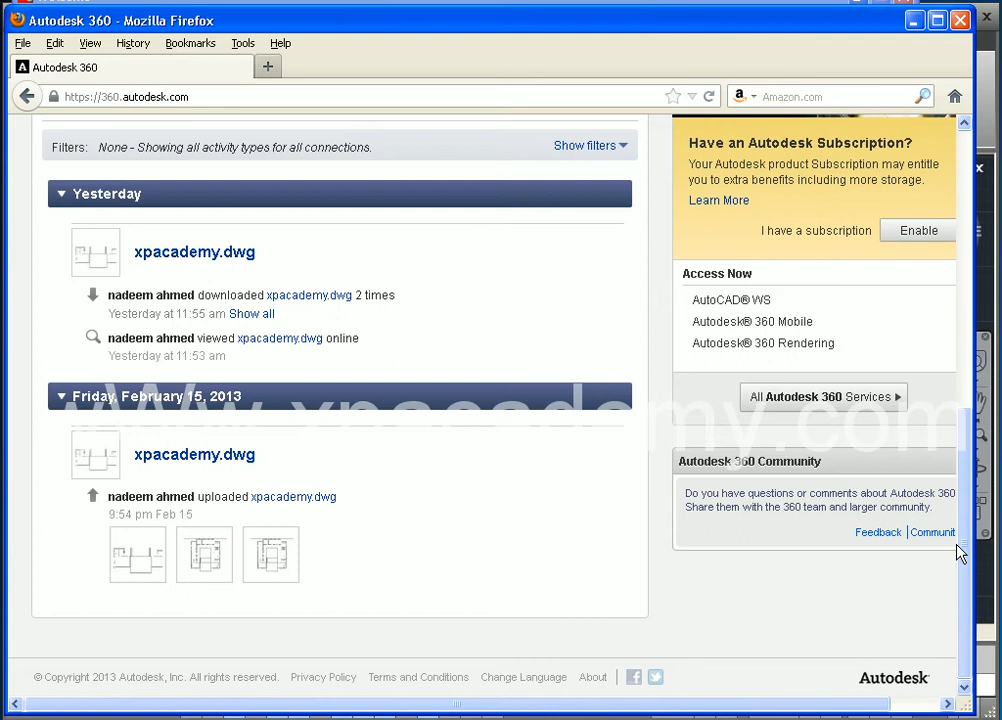 Autodesk 360 - Mozilla Firefox
File Edit View History Bookmarks Tools Help
A Autodesk 360 +
https://360.autodesk.com
a Amazon.com
Filters: None - Showing all activity types for all connections. Show filters
Yesterday
xpacademy.dwg
nadeem ahmed downloaded xpacademy.dwg 2 times
Yesterday at 11:55 am Show all
nadeem ahmed viewed xpacademy.dwg online
Yesterday at 11:53 am
Friday, February 15, 2013
xpacademy.dwg
nadeem ahmed uploaded xpacademy.dwg
9:54 pm Feb 15
Have an Autodesk Subscription?
Your Autodesk product Subscription may entitle
you to extra benefits including more storage.
Learn More
I have a subscription Enable
Access Now
AutoCAD® WS
Autodesk® 360 Mobile
Autodesk® 360 Rendering
All Autodesk 360 Services
www.xpacademy.com
Autodesk 360 Community
Do you have questions or comments about Autodesk 360
Share them with the 360 team and larger community.
Feedback | Communit
© Copyright 2013 Autodesk, Inc. All rights reserved. Privacy Policy Terms and Conditions Change Language About
Autodesk